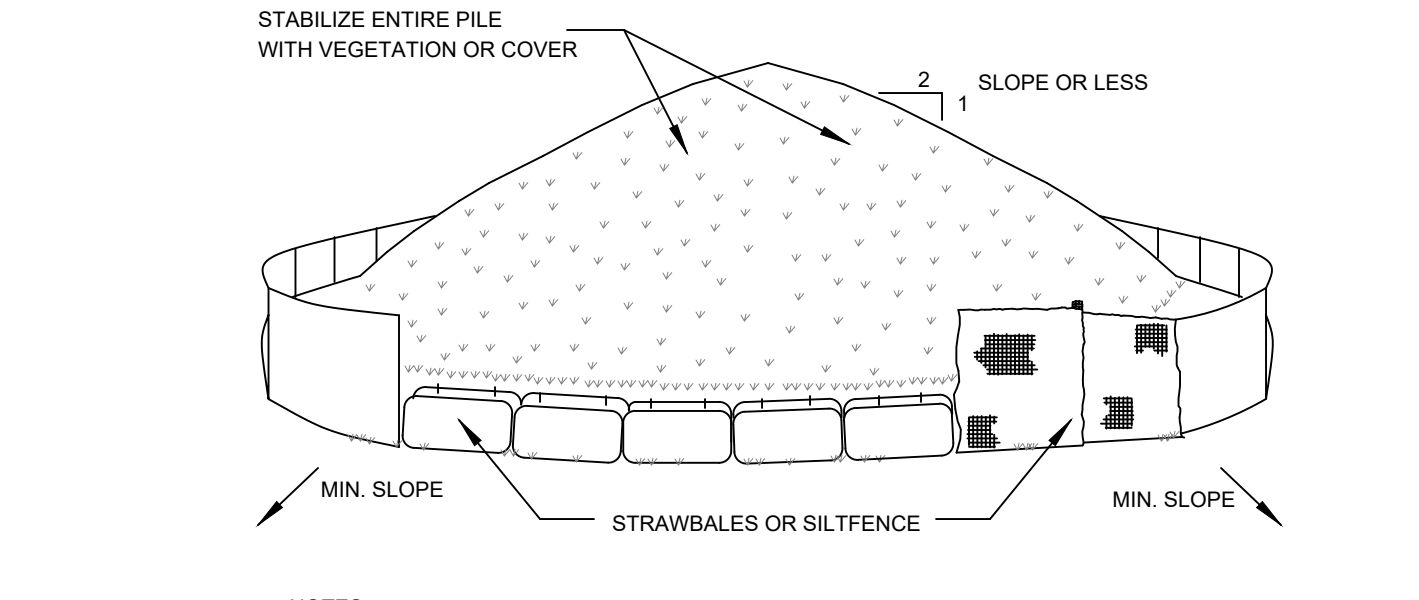 STABILIZE ENTIRE PILE
WITH VEGETATION OR COVER
2
1
SLOPE OR LESS
MIN. SLOPE
MIN. SLOPE
STRAWBALES OR SILTFENCE